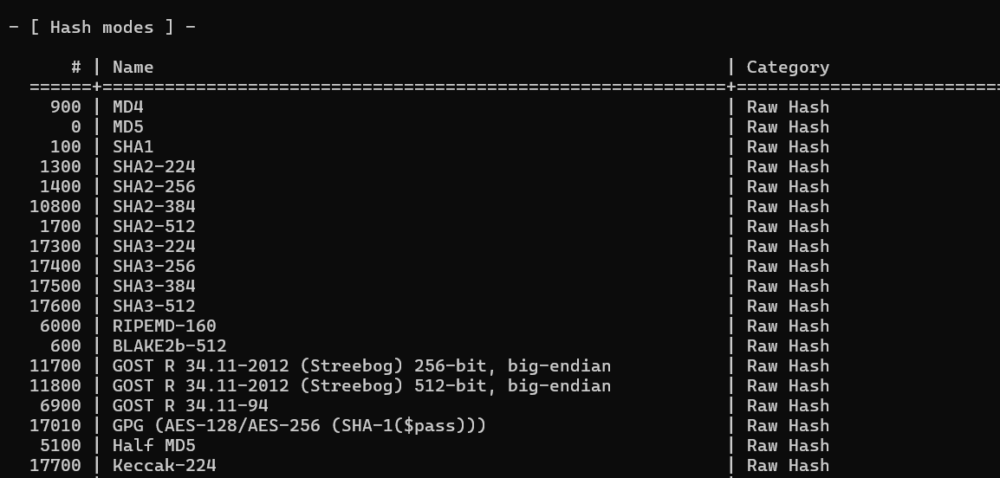 - [ Hash modes ] -
# | Name | Category
======+============================================================+==========================
900 | MD4 | Raw Hash
0 | MD5 | Raw Hash
100 | SHA1 | Raw Hash
1300 | SHA2-224 | Raw Hash
1400 | SHA2-256 | Raw Hash
10800 | SHA2-384 | Raw Hash
1700 | SHA2-512 | Raw Hash
17300 | SHA3-224 | Raw Hash
17400 | SHA3-256 | Raw Hash
17500 | SHA3-384 | Raw Hash
17600 | SHA3-512 | Raw Hash
6000 | RIPEMD-160 | Raw Hash
600 | BLAKE2b-512 | Raw Hash
11700 | GOST R 34.11-2012 (Streebog) 256-bit, big-endian | Raw Hash
11800 | GOST R 34.11-2012 (Streebog) 512-bit, big-endian | Raw Hash
6900 | GOST R 34.11-94 | Raw Hash
17010 | GPG (AES-128/AES-256 (SHA-1($pass))) | Raw Hash
5100 | Half MD5 | Raw Hash
17700 | Keccak-224 | Raw Hash